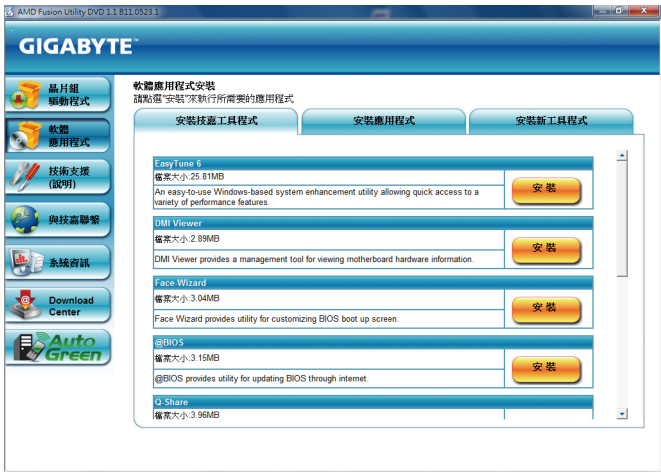 AMD Fusion Utility DVD 1.1 B11.0523.1
GIGABYTE™
晶片組
驅動程式
軟體
應用程式
技術支援
(說明)
與技嘉聯繫
系統資訊
Download
Center
Auto
Green
軟體應用程式安裝
請點選"安裝"來執行所需要的應用程式
安裝技嘉工具程式
安裝應用程式
安裝新工具程式
EasyTune 6
檔案大小:25.81MB
An easy-to-use Windows-based system enhancement utility allowing quick access to a
variety of performance features.
安裝
DMI Viewer
檔案大小:2.89MB
DMI Viewer provides a management tool for viewing motherboard hardware information.
安裝
Face-Wizard
檔案大小:3.04MB
Face Wizard provides utility for customizing BIOS boot up screen.
安裝
@BIOS
檔案大小:3.15MB
@BIOS provides utility for updating BIOS through internet.
安裝
Q-Share
檔案大小:3.96MB